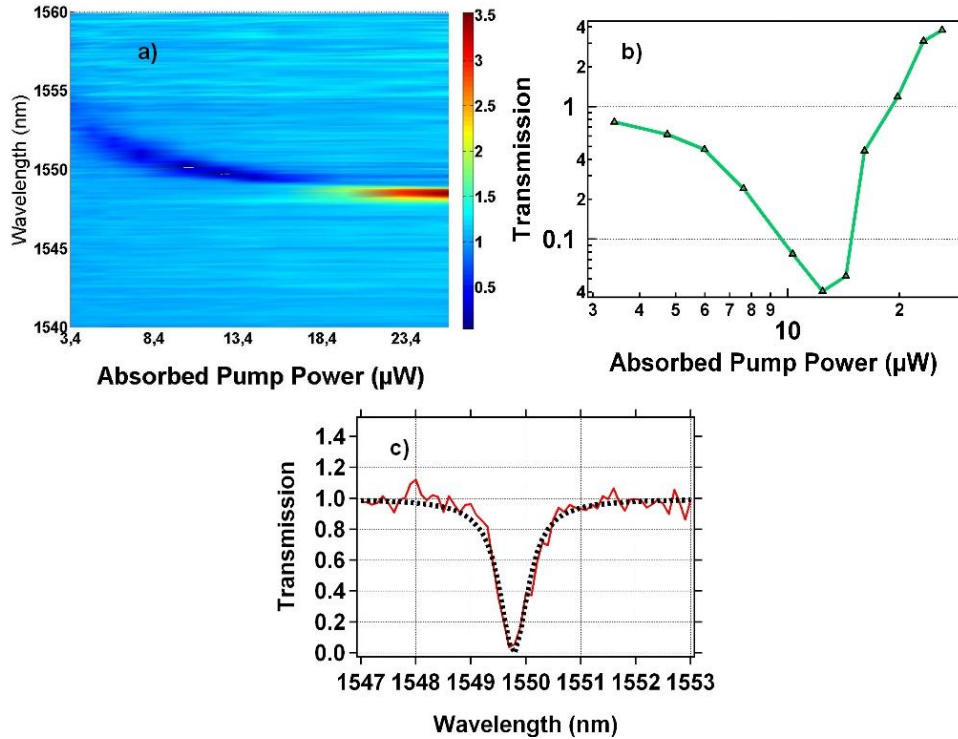 a)
Wavelength (nm)
1560
1555
1550
1545
1540
3,4 8,4 13,4 18,4 23,4
Absorbed Pump Power (µW)
3.5
3
2.5
2
1.5
1
0.5
b)
Transmission
4
2
1
4
2
0.1
4
3 4 5 6 7 8 9 10 2
Absorbed Pump Power (µW)
c)
Transmission
1.4
1.2
1.0
0.8
0.6
0.4
0.2
0.0
1547 1548 1549 1550 1551 1552 1553
Wavelength (nm)